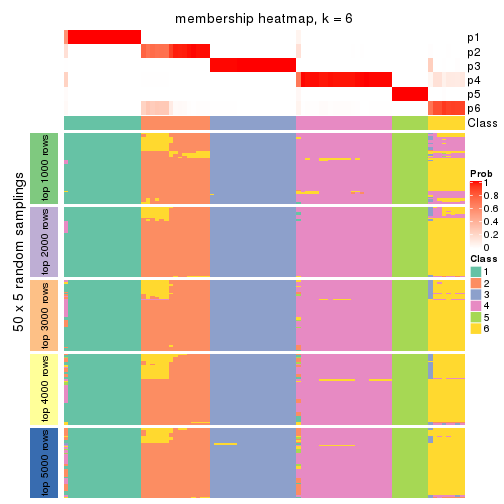 membership heatmap, k = 6
p1
p2
p3
p4
p5
p6
Class
50 x 5 random samplings
top 1000 rows
top 2000 rows
top 3000 rows
top 4000 rows
top 5000 rows
Prob
1
0.8
0.6
0.4
0.2
0
Class
1
2
3
4
5
6